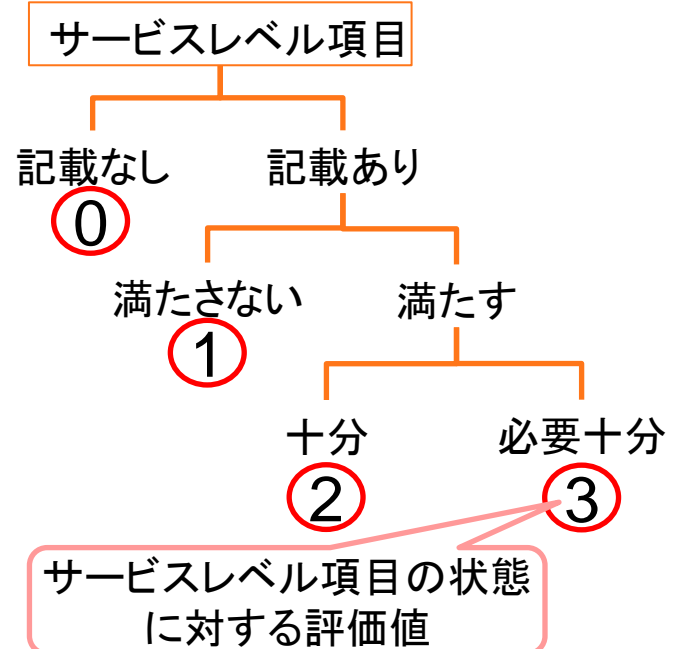 サービスレベル項目
記載なし 記載あり
0
満たさない 満たす
1
十分 必要十分
2 3
サービスレベル項目の状態
に対する評価値